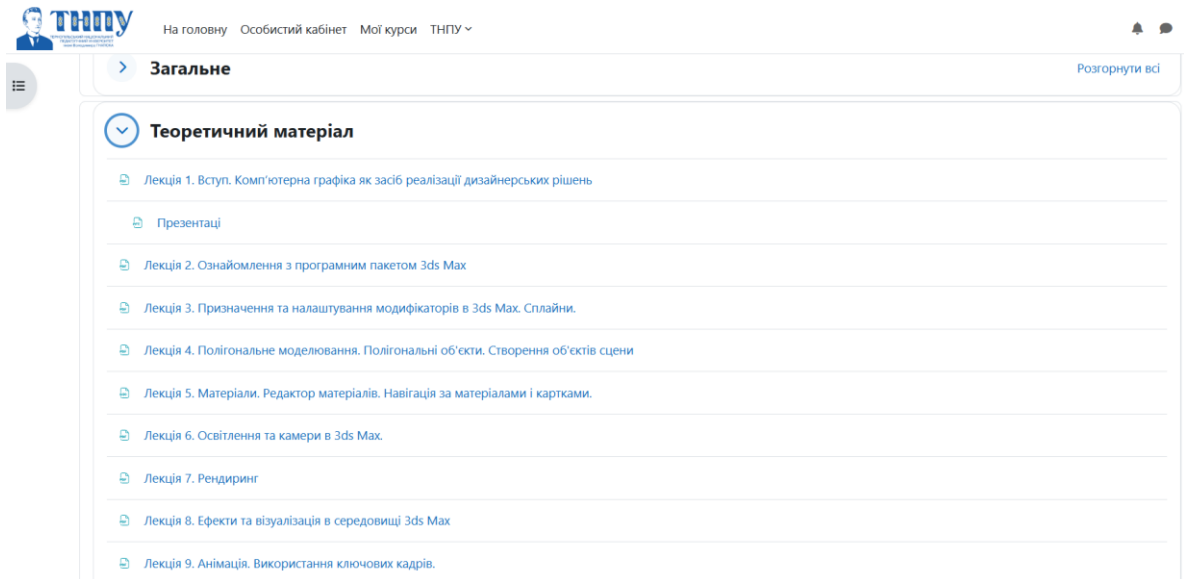 ТНПУ
На головну Особистий кабінет Мої курси ТНПУ
Загальне
Розгорнути всі
Теоретичний матеріал
Лекція 1. Вступ. Комп'ютерна графіка як засіб реалізації дизайнерських рішень
Презентаці
Лекція 2. Ознайомлення з програмним пакетом 3ds Max
Лекція 3. Призначення та налаштування модифікаторів в 3ds Max. Сплайни.
Лекція 4. Полігональне моделювання. Полігональні об'єкти. Створення об'єктів сцени
Лекція 5. Матеріали. Редактор матеріалів. Навігація за матеріалами і картками.
Лекція 6. Освітлення та камери в 3ds Max.
Лекція 7. Рендиринг
Лекція 8. Ефекти та візуалізація в середовищі 3ds Max
Лекція 9. Анімація. Використання ключових кадрів.